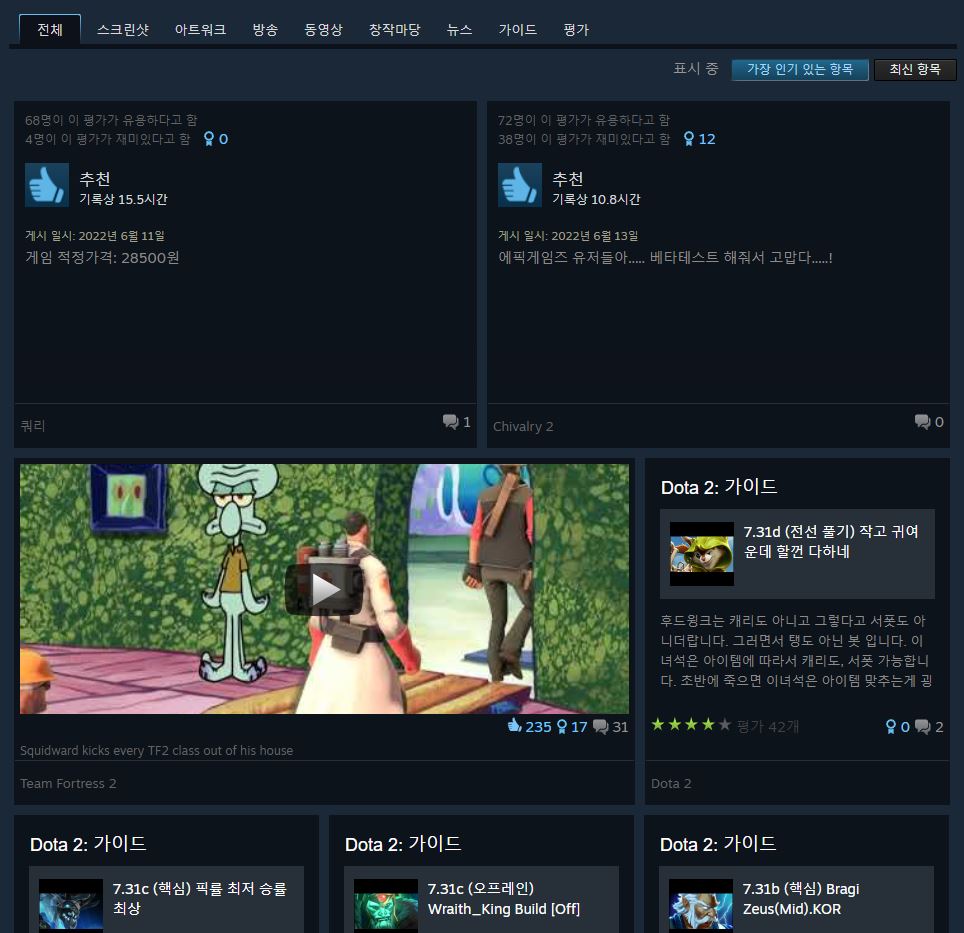 전체 스크린샷 아트워크 방송 동영상 창작마당 뉴스 가이드 평가
표시 중 가장 인기 있는 항목 최신 항목
68명이 이 평가가 유용하다고 함
4명이 이 평가가 재미있다고 함 0
추천
기록상 15.5시간
게시 일시: 2022년 6월 11일
게임 적정가격: 28500원
쿼리 1
72명이 이 평가가 유용하다고 함
38명이 이 평가가 재미있다고 함 12
추천
기록상 10.8시간
게시 일시: 2022년 6월 13일
에픽게임즈 유저들아..... 베타테스트 해줘서 고맙다.....!
Chivalry 2 0
235 17 31
Squidward kicks every TF2 class out of his house
Team Fortress 2
Dota 2: 가이드
7.31d (전선 풀기) 작고 귀여
운데 할껀 다하네
후드윙크는 캐리도 아니고 그렇다고 서폿도 아
니더랍니다. 그러면서 탱도 아닌 봇 입니다. 이
녀석은 아이템에 따라서 캐리도, 서폿 가능합니
다. 초반에 죽으면 이녀석은 아이템 맞추는게 굉
평가 42개 0 2
Dota 2
Dota 2: 가이드
7.31c (핵심) 픽률 최저 승률
최상
Dota 2: 가이드
7.31c (오프레인)
Wraith_King Build [Off]
Dota 2: 가이드
7.31b (핵심) Bragi
Zeus(Mid).KOR